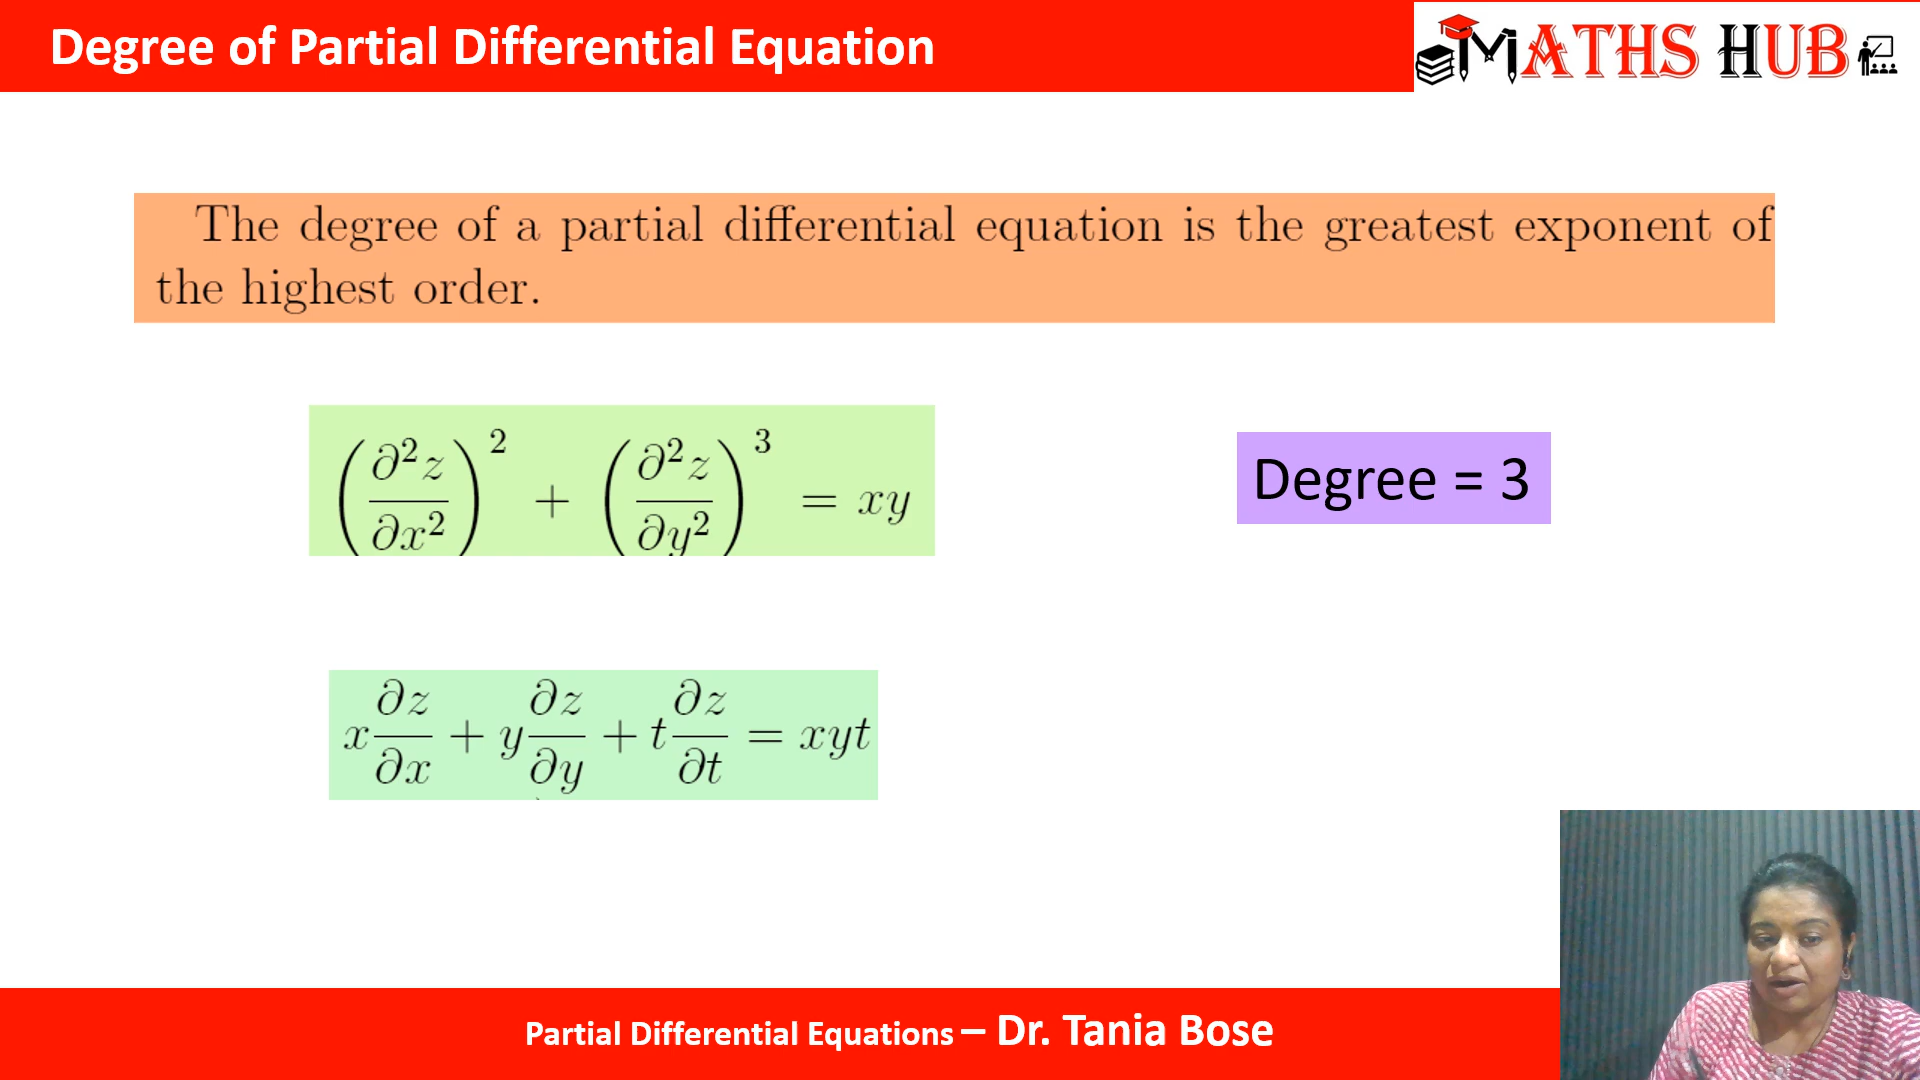 Degree of Partial Differential Equation
MATHS HUB
The degree of a partial differential equation is the greatest exponent of
the highest order.
(∂²z/∂x²)² + (∂²z/∂y²)³ = xy
Degree = 3
x ∂z/∂x + y ∂z/∂y + t ∂z/∂t = xyt
Partial Differential Equations – Dr. Tania Bose